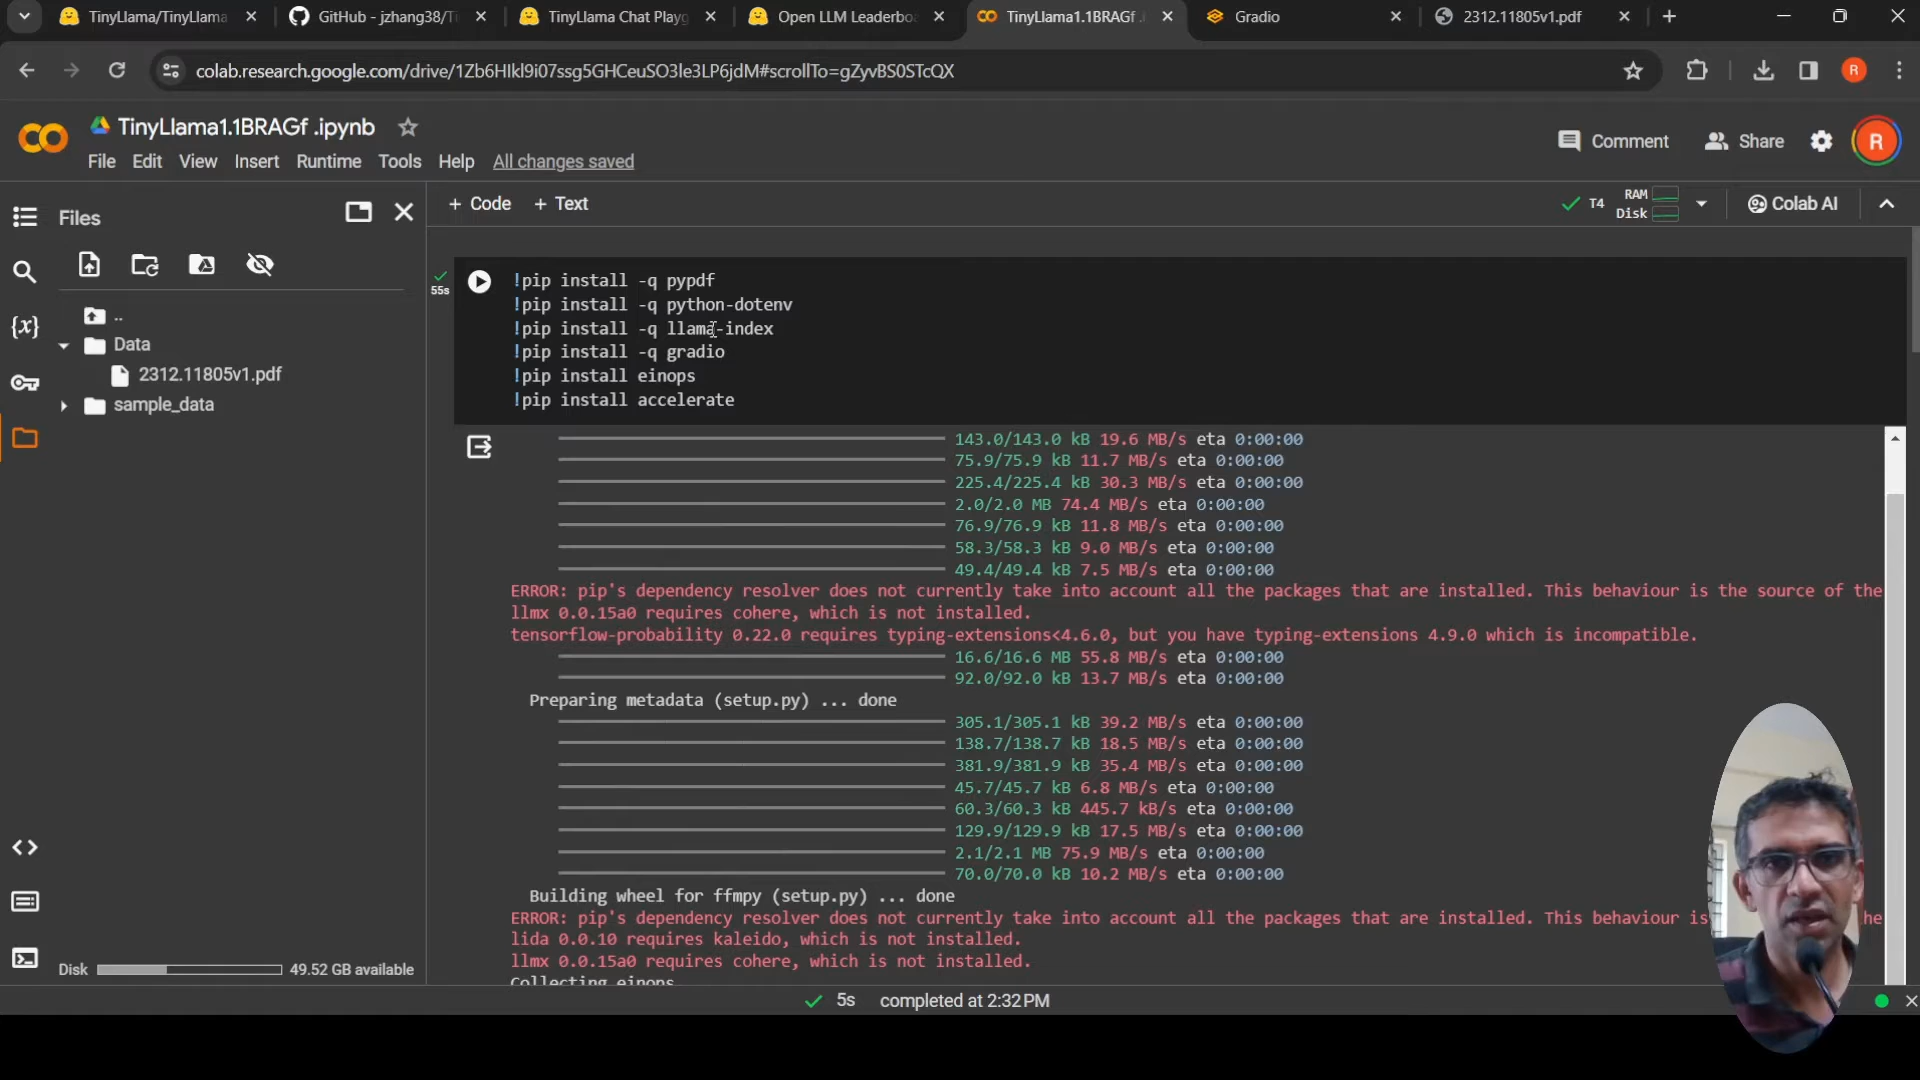 TinyLlama/TinyLlama
GitHub - jzhang38/Ti
TinyLlama Chat Playg
Open LLM Leaderboa
TinyLlama1.1BRAGf .i
Gradio
2312.11805v1.pdf
colab.research.google.com/drive/1Zb6HIkl9i07ssg5GHCeuSO3le3LP6jdM#scrollTo=gZyvBS0STcQX
R
TinyLlama1.1BRAGf .ipynb
Comment
Share
R
File Edit View Insert Runtime Tools Help All changes saved
Files
+ Code + Text
T4
RAM
Disk
Colab AI
..
Data
2312.11805v1.pdf
sample_data
{x}
55s
!pip install -q pypdf
!pip install -q python-dotenv
!pip install -q llama-index
!pip install -q gradio
!pip install einops
!pip install accelerate
143.0/143.0 kB 19.6 MB/s eta 0:00:00
75.9/75.9 kB 11.7 MB/s eta 0:00:00
225.4/225.4 kB 30.3 MB/s eta 0:00:00
2.0/2.0 MB 74.4 MB/s eta 0:00:00
76.9/76.9 kB 11.8 MB/s eta 0:00:00
58.3/58.3 kB 9.0 MB/s eta 0:00:00
49.4/49.4 kB 7.5 MB/s eta 0:00:00
ERROR: pip's dependency resolver does not currently take into account all the packages that are installed. This behaviour is the source of the
llmx 0.0.15a0 requires cohere, which is not installed.
tensorflow-probability 0.22.0 requires typing-extensions<4.6.0, but you have typing-extensions 4.9.0 which is incompatible.
16.6/16.6 MB 55.8 MB/s eta 0:00:00
92.0/92.0 kB 13.7 MB/s eta 0:00:00
Preparing metadata (setup.py) ... done
305.1/305.1 kB 39.2 MB/s eta 0:00:00
138.7/138.7 kB 18.5 MB/s eta 0:00:00
381.9/381.9 kB 35.4 MB/s eta 0:00:00
45.7/45.7 kB 6.8 MB/s eta 0:00:00
60.3/60.3 kB 445.7 kB/s eta 0:00:00
129.9/129.9 kB 17.5 MB/s eta 0:00:00
2.1/2.1 MB 75.9 MB/s eta 0:00:00
70.0/70.0 kB 10.2 MB/s eta 0:00:00
Building wheel for ffmpy (setup.py) ... done
ERROR: pip's dependency resolver does not currently take into account all the packages that are installed. This behaviour is he
lida 0.0.10 requires kaleido, which is not installed.
llmx 0.0.15a0 requires cohere, which is not installed.
Collecting einops
Disk 49.52 GB available
5s completed at 2:32 PM